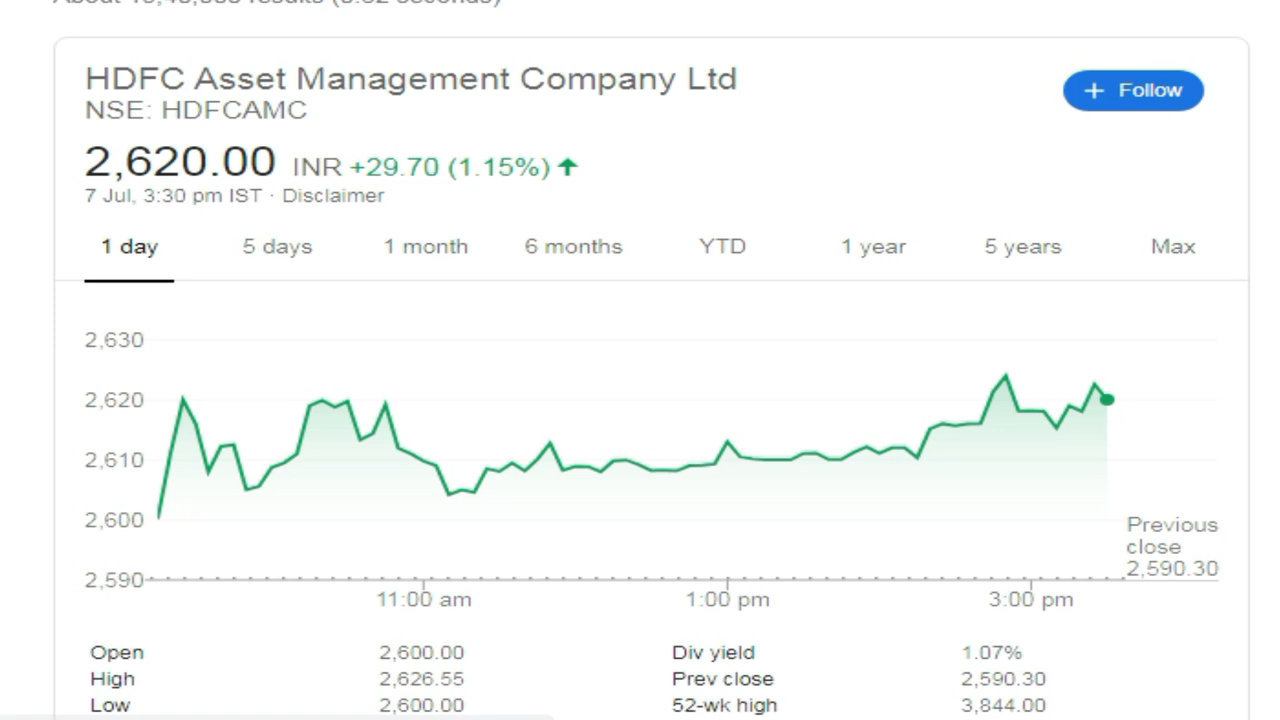 HDFC Asset Management Company Ltd
NSE: HDFCAMC
+ Follow
2,620.00 INR +29.70 (1.15%)
7 Jul, 3:30 pm IST · Disclaimer
1 day 5 days 1 month 6 months YTD 1 year 5 years Max
2,630
2,620
2,610
2,600
2,590
Previous
close
2,590.30
11:00 am 1:00 pm 3:00 pm
Open 2,600.00 Div yield 1.07%
High 2,626.55 Prev close 2,590.30
Low 2,600.00 52-wk high 3,844.00